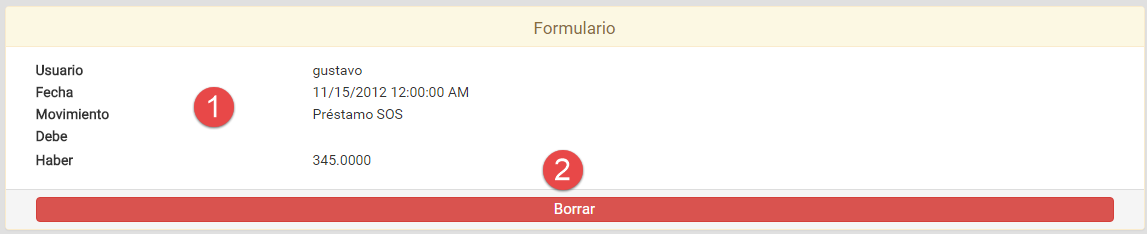 Formulario
Usuario gustavo
Fecha 11/15/2012 12:00:00 AM
1
Movimiento Préstamo SOS
Debe
Haber 345.0000
2
Borrar